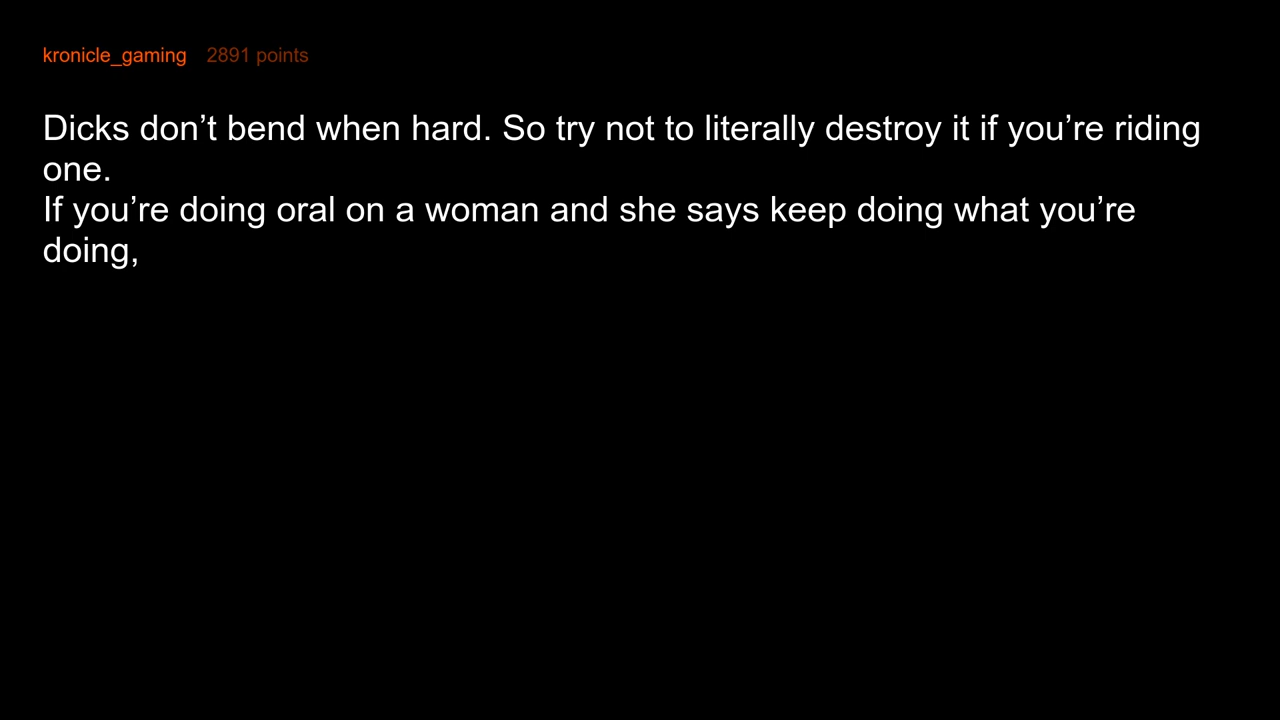 kronicle_gaming 2891 points
Dicks don’t bend when hard. So try not to literally destroy it if you’re riding
one.
If you’re doing oral on a woman and she says keep doing what you’re
doing,